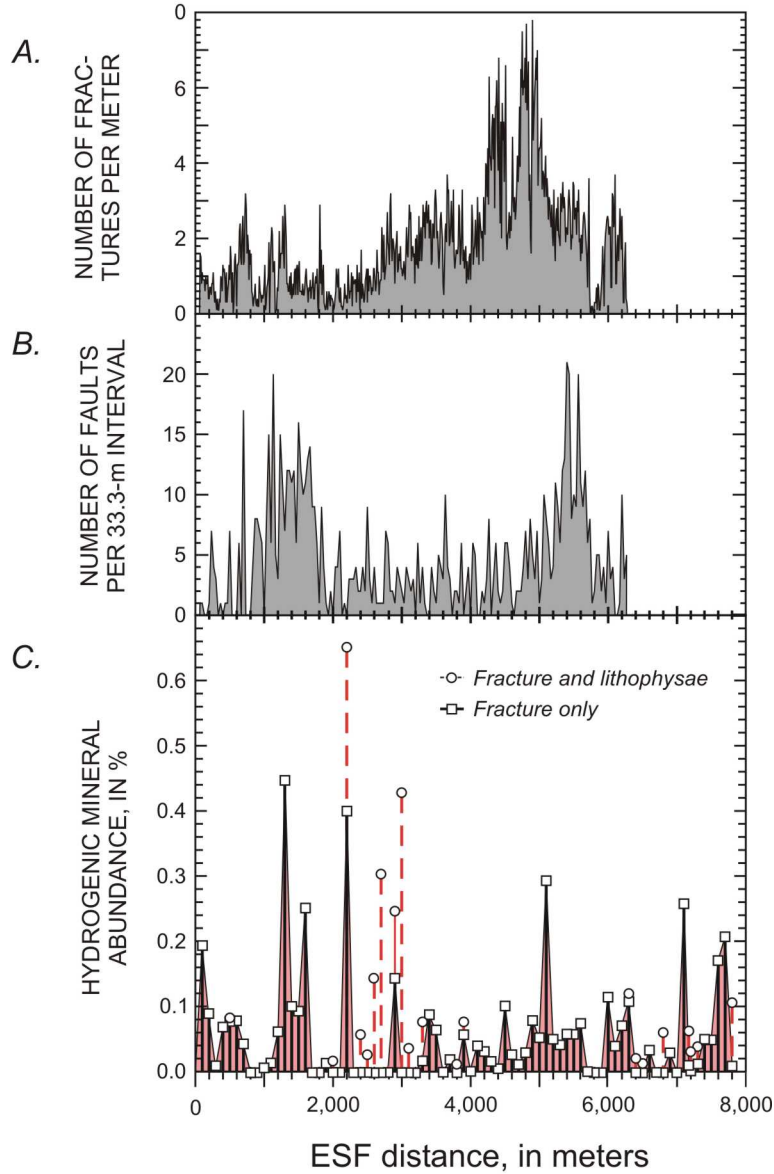 A.
NUMBER OF FRAC-
TURES PER METER
0
6
4
2
0
B.
NUMBER OF FAULTS
PER 33.3-m INTERVAL
20
15
10
5
0
C.
HYDROGENIC MINERAL
ABUNDANCE, IN %
0.6
0.5
0.4
0.3
0.2
0.1
0.0
Fracture and lithophysae
Fracture only
0 2,000 4,000 6,000 8,000
ESF distance, in meters